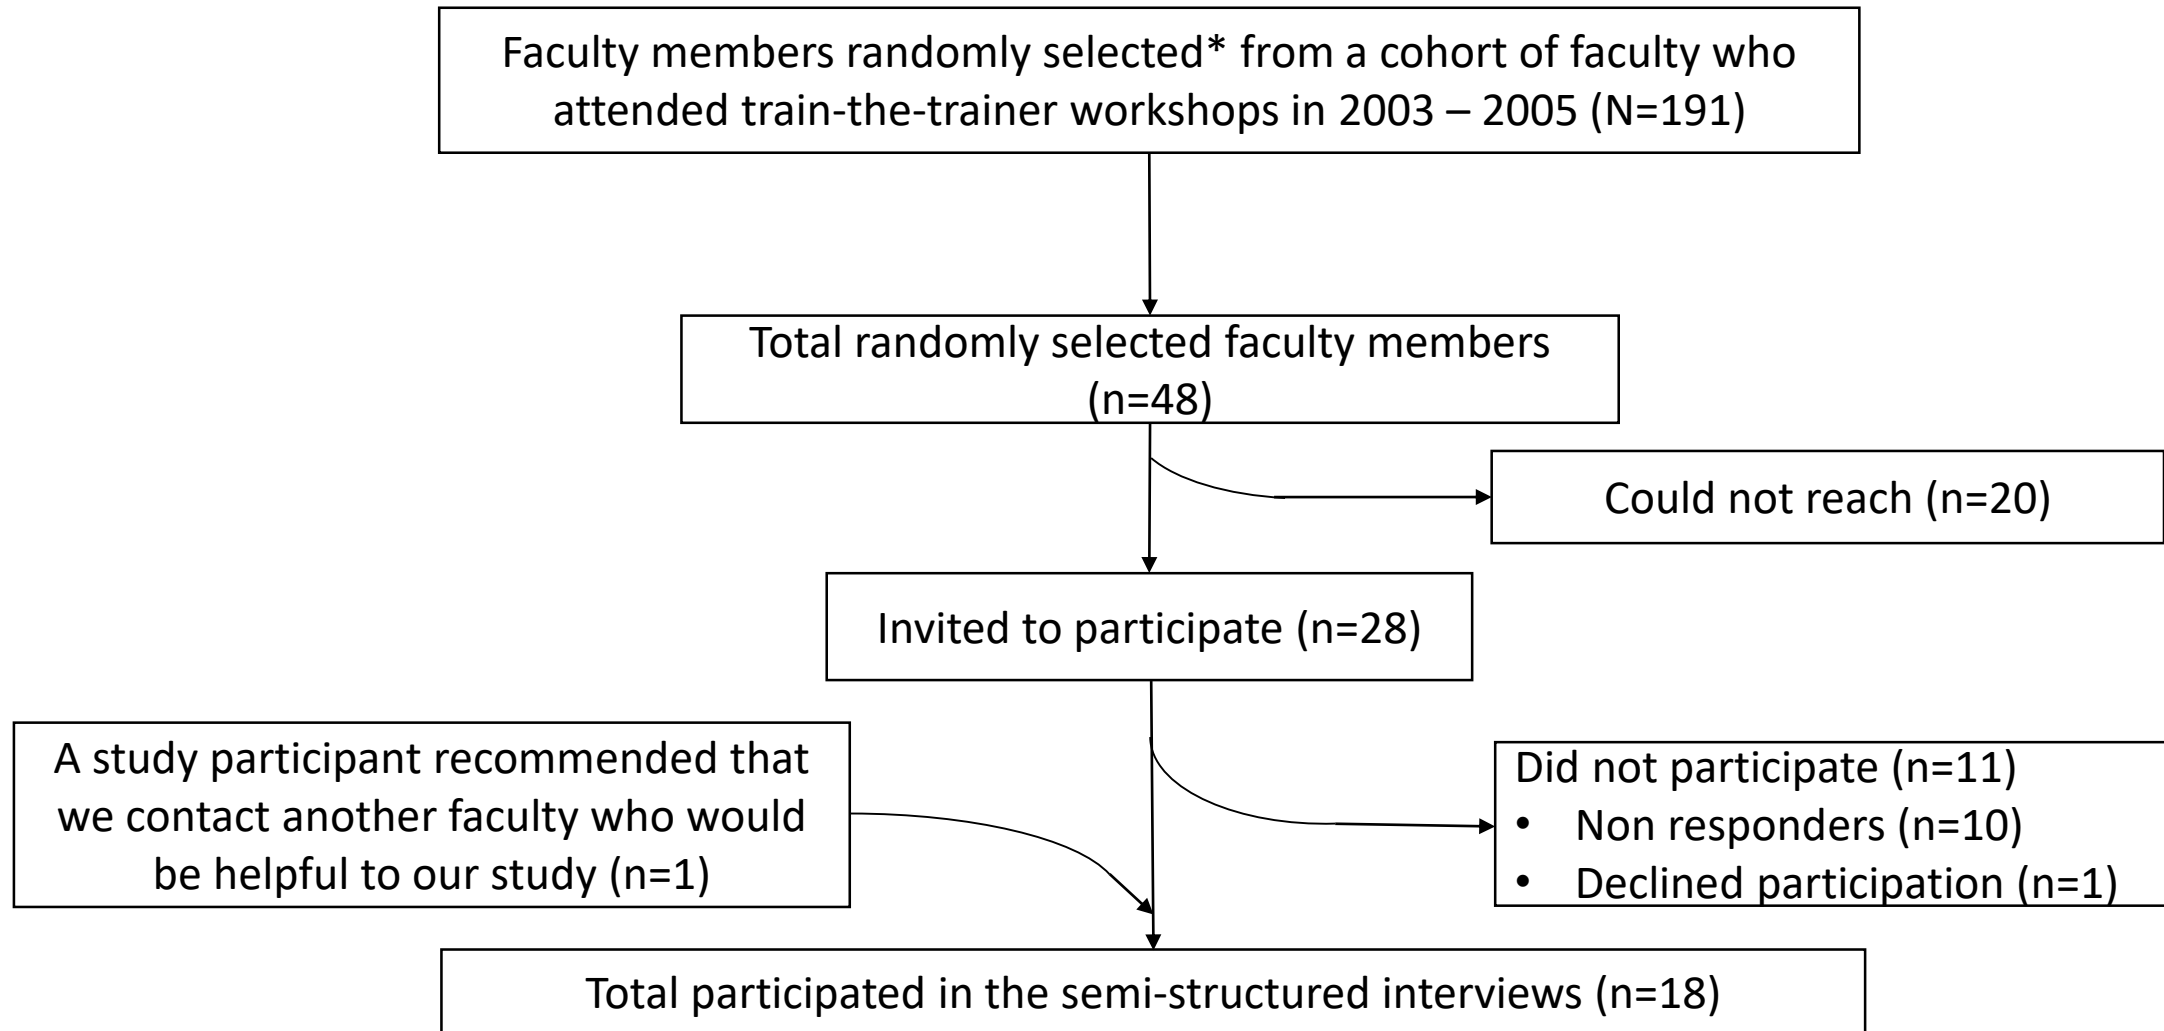 Faculty members randomly selected* from a cohort of faculty who
attended train-the-trainer workshops in 2003 – 2005 (N=191)
Total randomly selected faculty members
(n=48)
Could not reach (n=20)
Invited to participate (n=28)
A study participant recommended that
we contact another faculty who would
be helpful to our study (n=1)
Did not participate (n=11)
• Non responders (n=10)
• Declined participation (n=1)
Total participated in the semi-structured interviews (n=18)